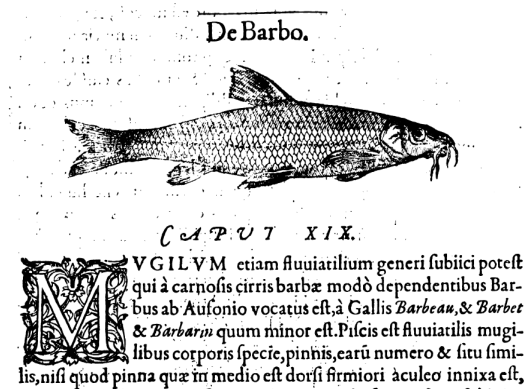 De Barbo.
CAPUT XIX.
MVGILVM etiam fluuiatilium generi subiici potest
qui à carnosis cirris barbæ modò dependentibus Bar-
bus ab Ausonio vocatus est, à Gallis Barbeau, & Barbet
& Barbarin quum minor est. Piscis est fluuiatilis mugi-
libus corporis specie, pinnis, earũ numero & situ simi-
lis, nisi quòd pinna quæ in medio est dorsi firmiori àculeo innixa est,